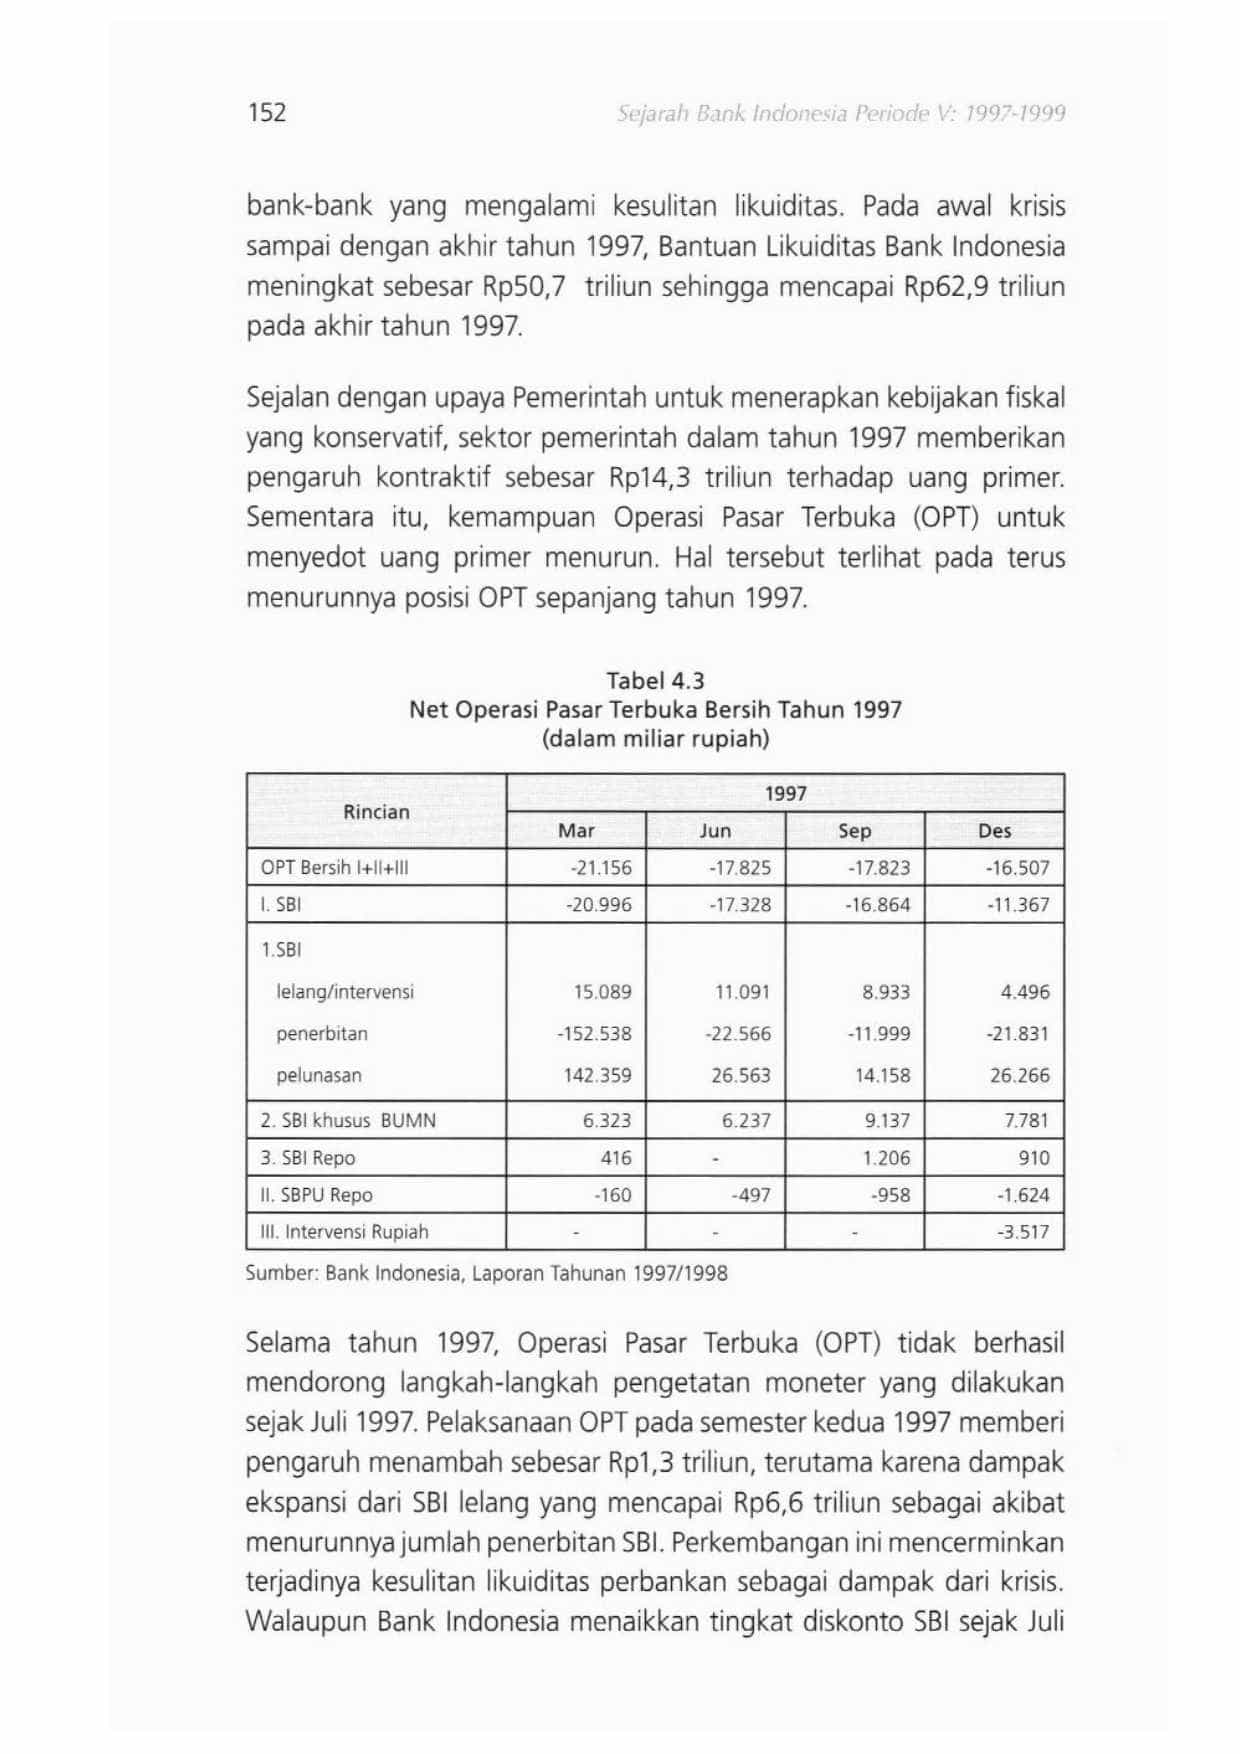 152 Sejarah Bank Indonesia Periode V: 1997-1999
bank-bank yang mengalami kesulitan likuiditas. Pada awal krisis
sampai dengan akhir tahun 1997, Bantuan Likuiditas Bank Indonesia
meningkat sebesar Rp50,7 triliun sehingga mencapai Rp62,9 triliun
pada akhir tahun 1997.
Sejalan dengan upaya Pemerintah untuk menerapkan kebijakan fiskal
yang konservatif, sektor pemerintah dalam tahun 1997 memberikan
pengaruh kontraktif sebesar Rp14,3 triliun terhadap uang primer.
Sementara itu, kemampuan Operasi Pasar Terbuka (OPT) untuk
menyedot uang primer menurun. Hal tersebut terlihat pada terus
menurunnya posisi OPT sepanjang tahun 1997.
Tabel 4.3
Net Operasi Pasar Terbuka Bersih Tahun 1997
(dalam miliar rupiah)
Rincian 1997
Mar Jun Sep Des
OPT Bersih I+II+III -21.156 -17.825 -17.823 -16.507
I. SBI -20.996 -17.328 -16.864 -11.367
1.SBI
lelang/intervensi 15.089 11.091 8.933 4.496
penerbitan -152.538 -22.566 -11.999 -21.831
pelunasan 142.359 26.563 14.158 26.266
2. SBI khusus BUMN 6.323 6.237 9.137 7.781
3. SBI Repo 416 - 1.206 910
II. SBPU Repo -160 -497 -958 -1.624
III. Intervensi Rupiah - - - -3.517
Sumber: Bank Indonesia, Laporan Tahunan 1997/1998
Selama tahun 1997, Operasi Pasar Terbuka (OPT) tidak berhasil
mendorong langkah-langkah pengetatan moneter yang dilakukan
sejak Juli 1997. Pelaksanaan OPT pada semester kedua 1997 memberi
pengaruh menambah sebesar Rp1,3 triliun, terutama karena dampak
ekspansi dari SBI lelang yang mencapai Rp6,6 triliun sebagai akibat
menurunnya jumlah penerbitan SBI. Perkembangan ini mencerminkan
terjadinya kesulitan likuiditas perbankan sebagai dampak dari krisis.
Walaupun Bank Indonesia menaikkan tingkat diskonto SBI sejak Juli